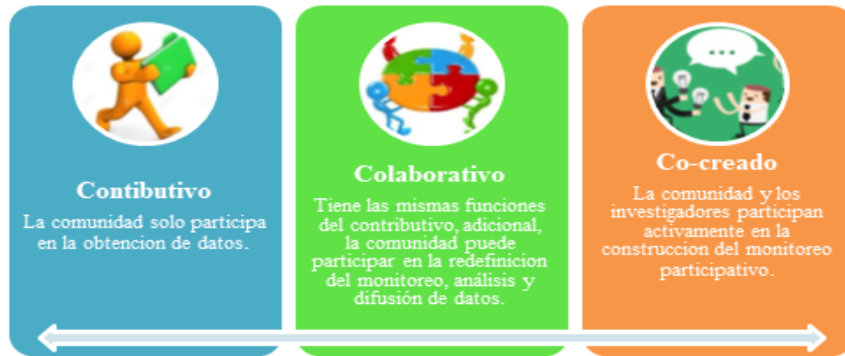 Contibutivo
La comunidad solo participa
en la obtencion de datos.
Colaborativo
Tiene las mismas funciones
del contributivo, adicional,
la comunidad puede
participar en la redefinicion
del monitoreo, análisis y
difusión de datos.
Co-creado
La comunidad y los
investigadores participan
activamente en la
construccion del monitoreo
participativo.